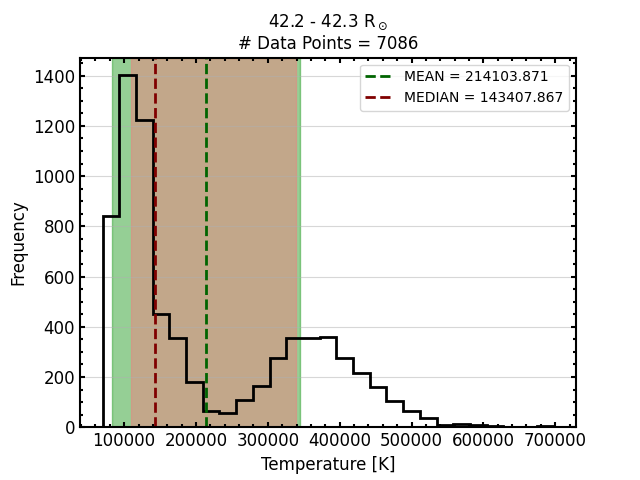 42.2 - 42.3 R⊙
# Data Points = 7086
MEAN = 214103.871
MEDIAN = 143407.867
Frequency
1400
1200
1000
800
600
400
200
0
100000 200000 300000 400000 500000 600000 700000
Temperature [K]